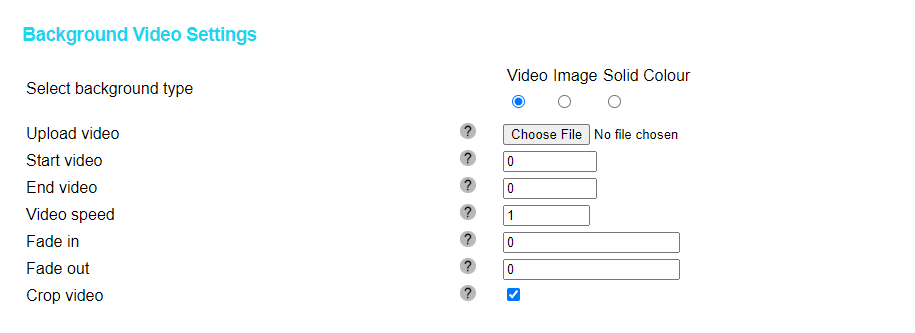 Background Video Settings
Video Image Solid Colour
Select background type
Upload video ? Choose File No file chosen
Start video ? 0
End video ? 0
Video speed ? 1
Fade in ? 0
Fade out ? 0
Crop video ?